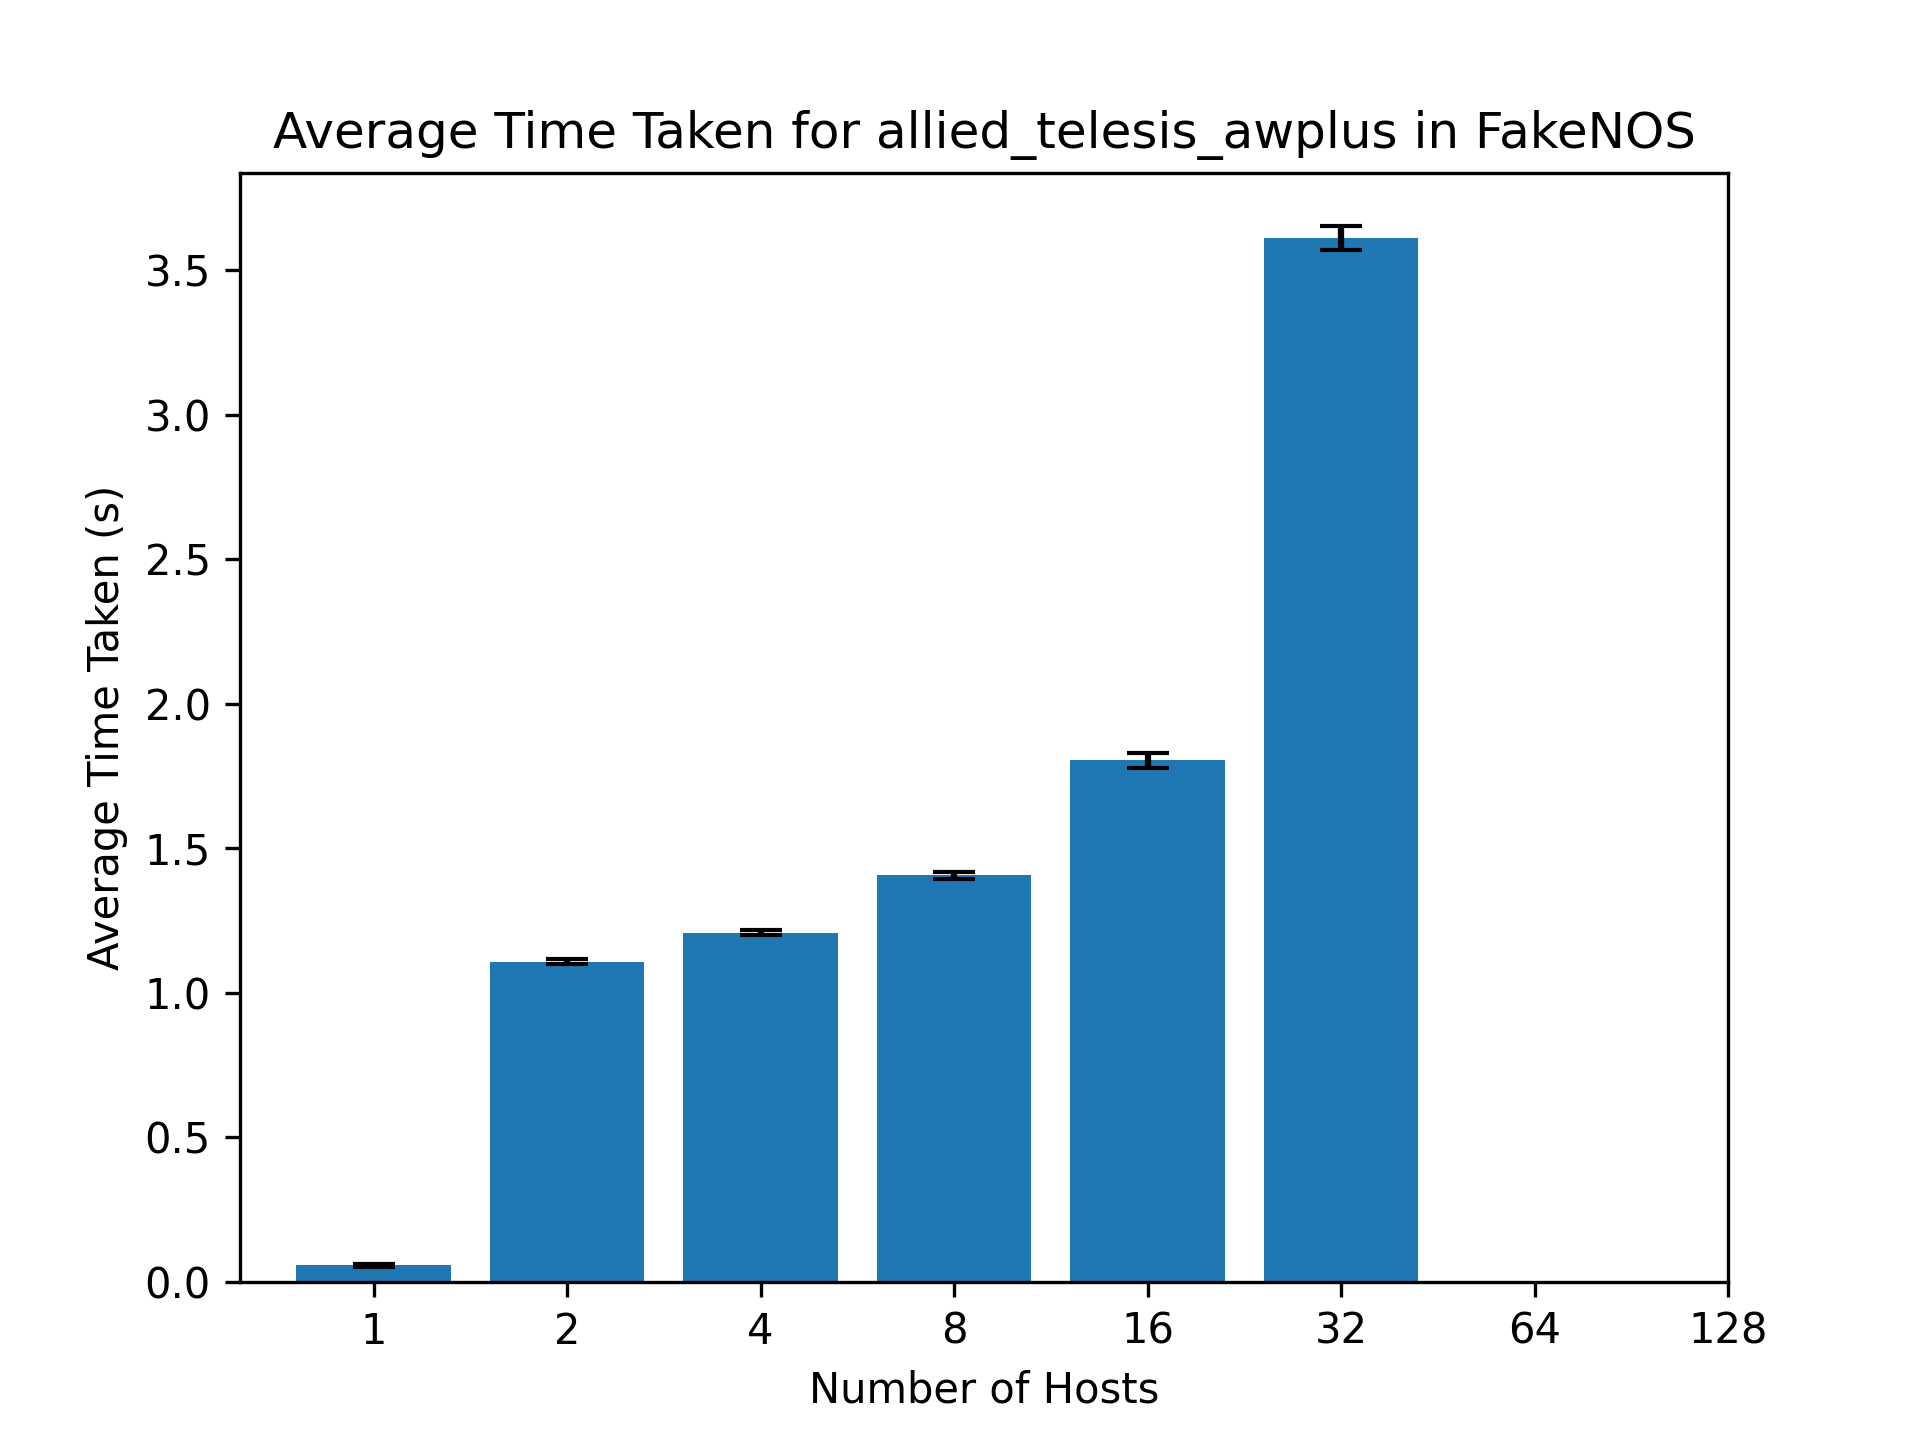 Average Time Taken for allied_telesis_awplus in FakeNOS
Average Time Taken (s)
3.5
3.0
2.5
2.0
1.5
1.0
0.5
0.0
1 2 4 8 16 32 64 128
Number of Hosts